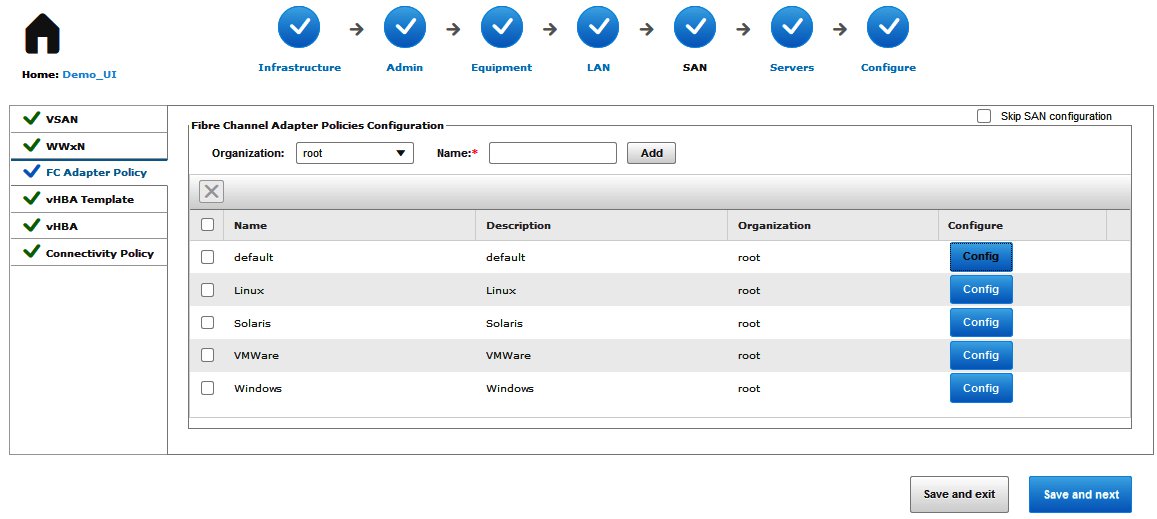 Home: Demo_UI
Infrastructure Admin Equipment LAN SAN Servers Configure
VSAN
WWxN
FC Adapter Policy
vHBA Template
vHBA
Connectivity Policy
Skip SAN configuration
Fibre Channel Adapter Policies Configuration
Organization: root Name:* Add
Name Description Organization Configure
default default root Config
Linux Linux root Config
Solaris Solaris root Config
VMWare VMWare root Config
Windows Windows root Config
Save and exit Save and next